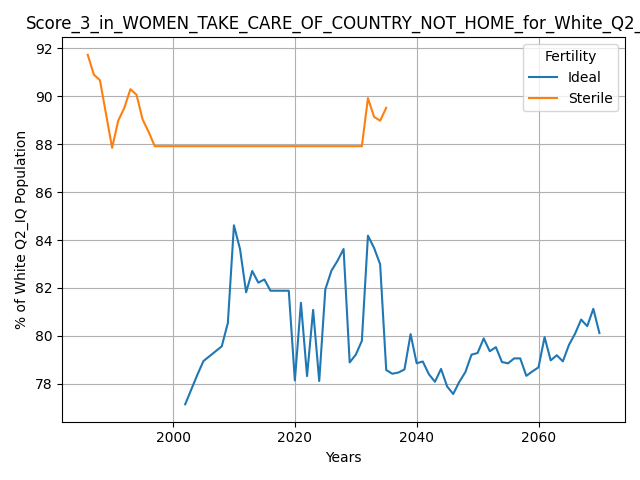 Score_3_in_WOMEN_TAKE_CARE_OF_COUNTRY_NOT_HOME_for_White_Q2_
Fertility
Ideal
Sterile
% of White Q2_IQ Population
92
90
88
86
84
82
80
78
2000
2020
2040
2060
Years